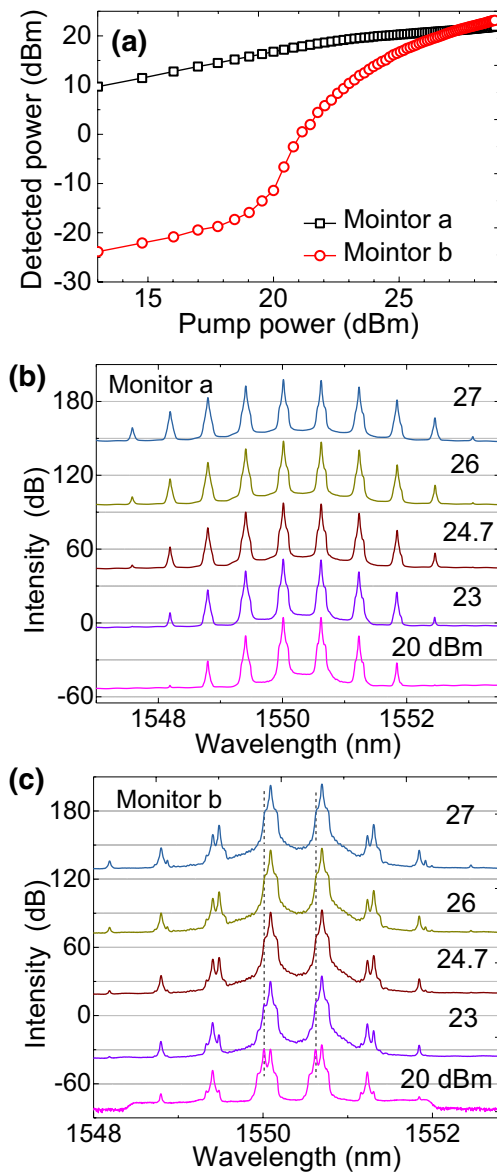 (a)
Detected power (dBm)
20
10
0
-10
-20
-30
Mointor a
Mointor b
15
20
25
Pump power (dBm)
(b)
Monitor a
Intensity (dB)
180
120
60
0
-60
27
26
24.7
23
20 dBm
1548
1550
1552
Wavelength (nm)
(c)
Monitor b
Intensity (dB)
180
120
60
0
-60
27
26
24.7
23
20 dBm
1548
1550
1552
Wavelength (nm)